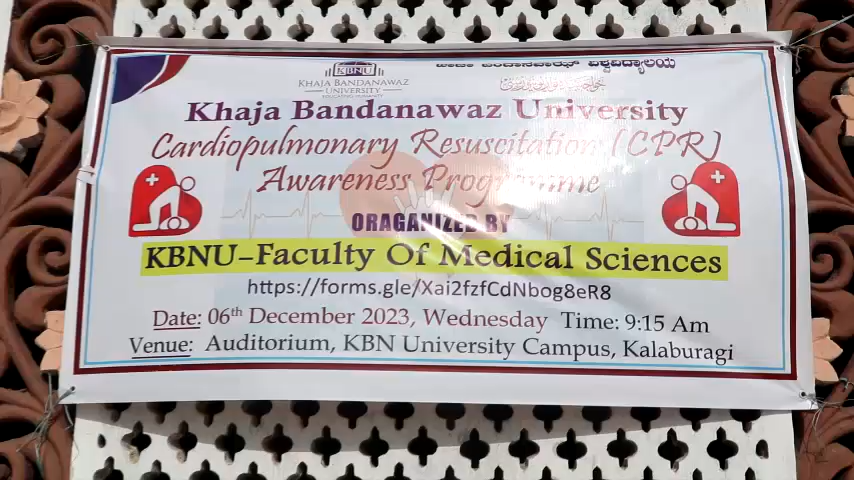 KBNU
KHAJA BANDANAWAZ
UNIVERSITY
ವಿಶ್ವವಿದ್ಯಾಲಯ
Khaja Bandanawaz University
Cardiopulmonary Resuscitation (CPR)
Awareness Programme
ORAGANIZED BY
KBNU-Faculty Of Medical Sciences
https://forms.gle/Xai2fzfCdNbog8eR8
Date: 06th December 2023, Wednesday Time: 9:15 Am
Venue: Auditorium, KBN University Campus, Kalaburagi